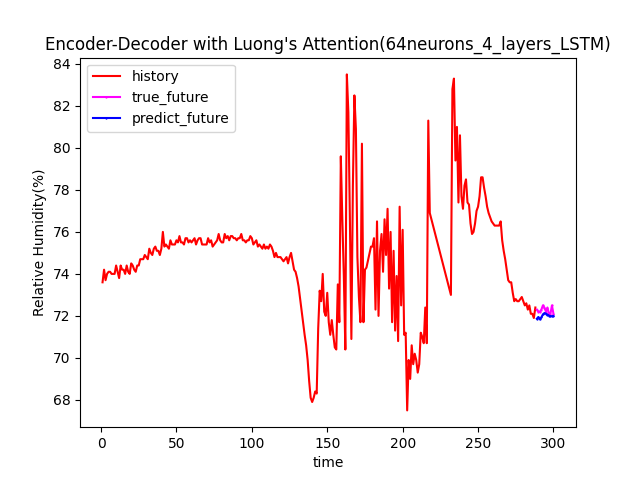 Encoder-Decoder with Luong's Attention(64neurons_4_layers_LSTM)
history
true_future
predict_future
Relative Humidity(%)
84
82
80
78
76
74
72
70
68
0
50
100
150
200
250
300
time